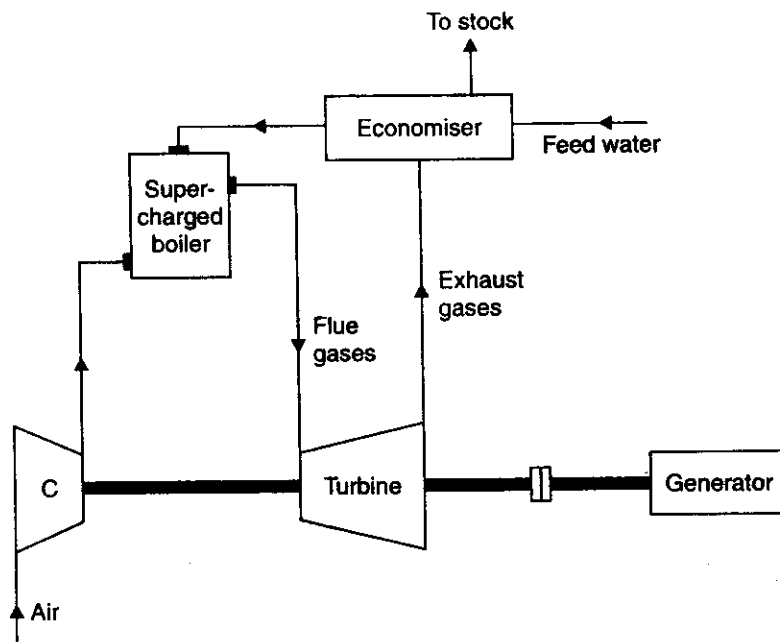 To stock
Economiser
Feed water
Super-
charged
boiler
Exhaust
gases
Flue
gases
C
Turbine
Generator
Air